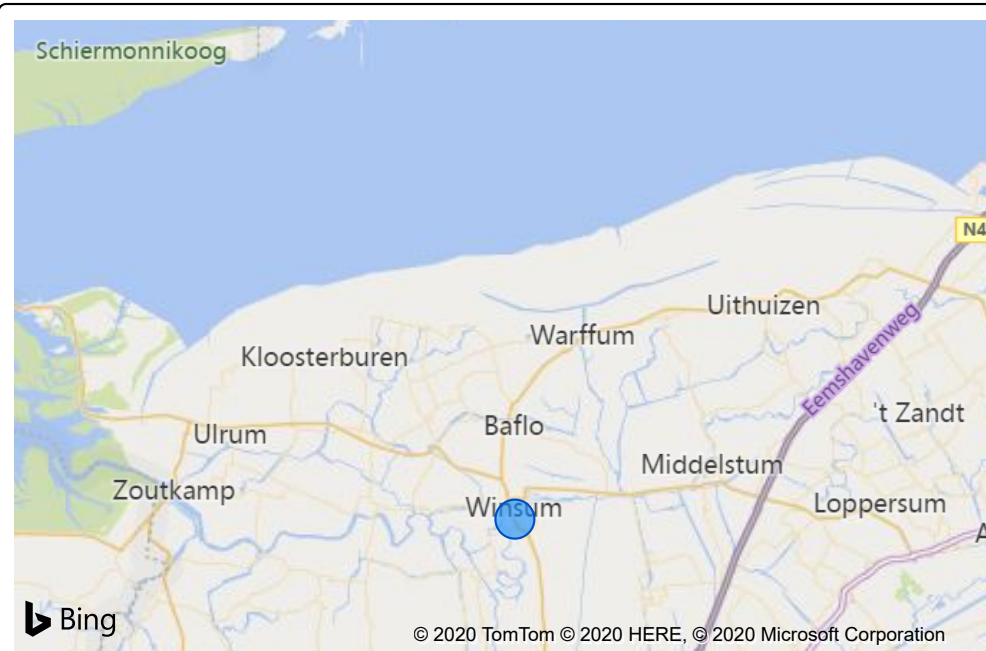 Schiermonnikoog
N4
Uithuizen
Warffum
Kloosterburen
Eemshavenweg
't Zandt
Baflo
Ulrum
Middelstum
Zoutkamp
Winsum
Loppersum
A
Bing
© 2020 TomTom © 2020 HERE, © 2020 Microsoft Corporation